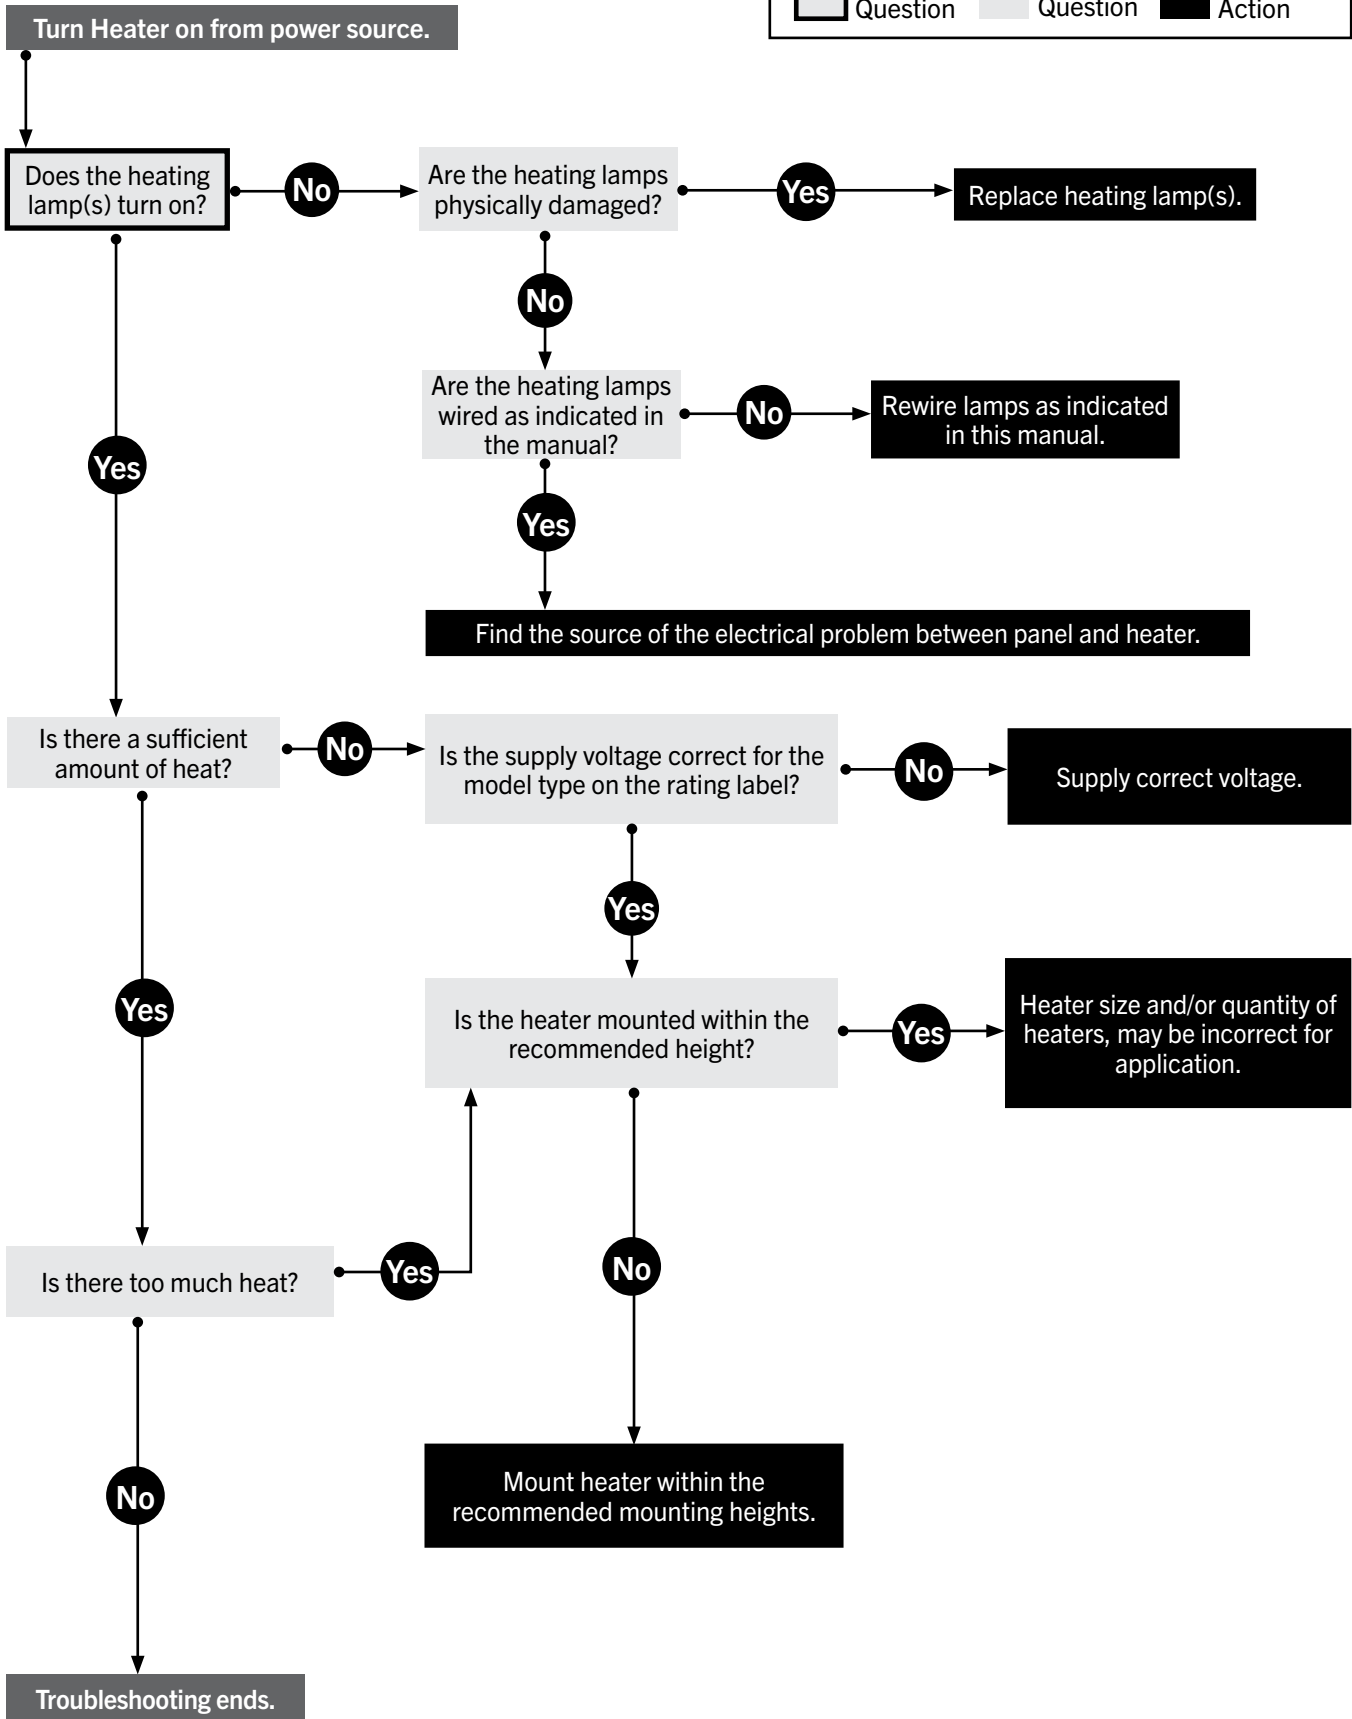 Question
Question
Action
Turn Heater on from power source.
Does the heating
lamp(s) turn on?
No
Are the heating lamps
physically damaged?
Yes
Replace heating lamp(s).
No
Are the heating lamps
wired as indicated in
the manual?
No
Rewire lamps as indicated
in this manual.
Yes
Yes
Find the source of the electrical problem between panel and heater.
Is there a sufficient
amount of heat?
No
Is the supply voltage correct for the
model type on the rating label?
No
Supply correct voltage.
Yes
Yes
Is the heater mounted within the
recommended height?
Yes
Heater size and/or quantity of
heaters, may be incorrect for
application.
Is there too much heat?
Yes
No
No
Mount heater within the
recommended mounting heights.
Troubleshooting ends.